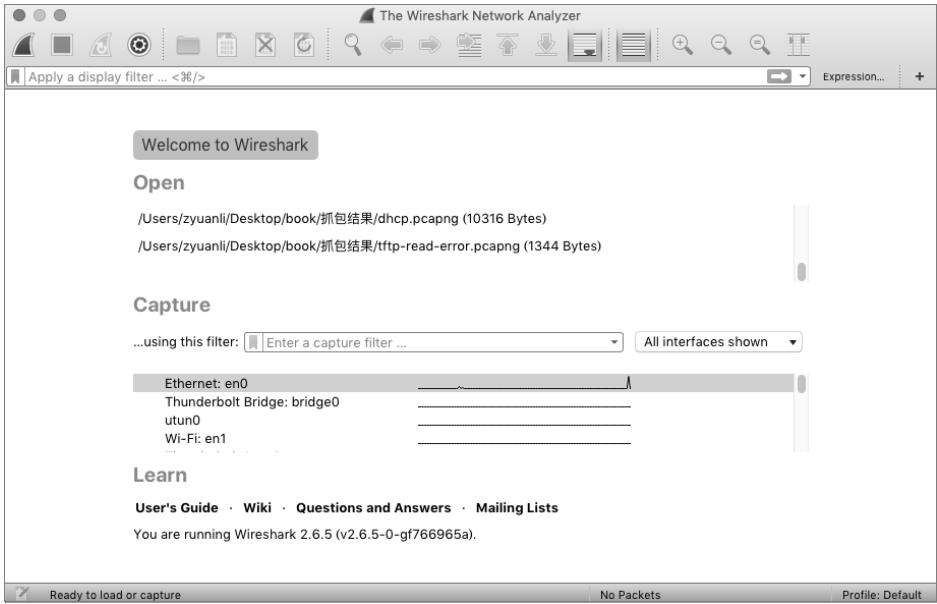 The Wireshark Network Analyzer
Apply a display filter ... <⌘/>
Expression...
+
Welcome to Wireshark
Open
/Users/zyuanli/Desktop/book/抓包结果/dhcp.pcapng (10316 Bytes)
/Users/zyuanli/Desktop/book/抓包结果/tftp-read-error.pcapng (1344 Bytes)
Capture
...using this filter: Enter a capture filter ... All interfaces shown
Ethernet: en0
Thunderbolt Bridge: bridge0
utun0
Wi-Fi: en1
Learn
User's Guide · Wiki · Questions and Answers · Mailing Lists
You are running Wireshark 2.6.5 (v2.6.5-0-gf766965a).
Ready to load or capture No Packets Profile: Default